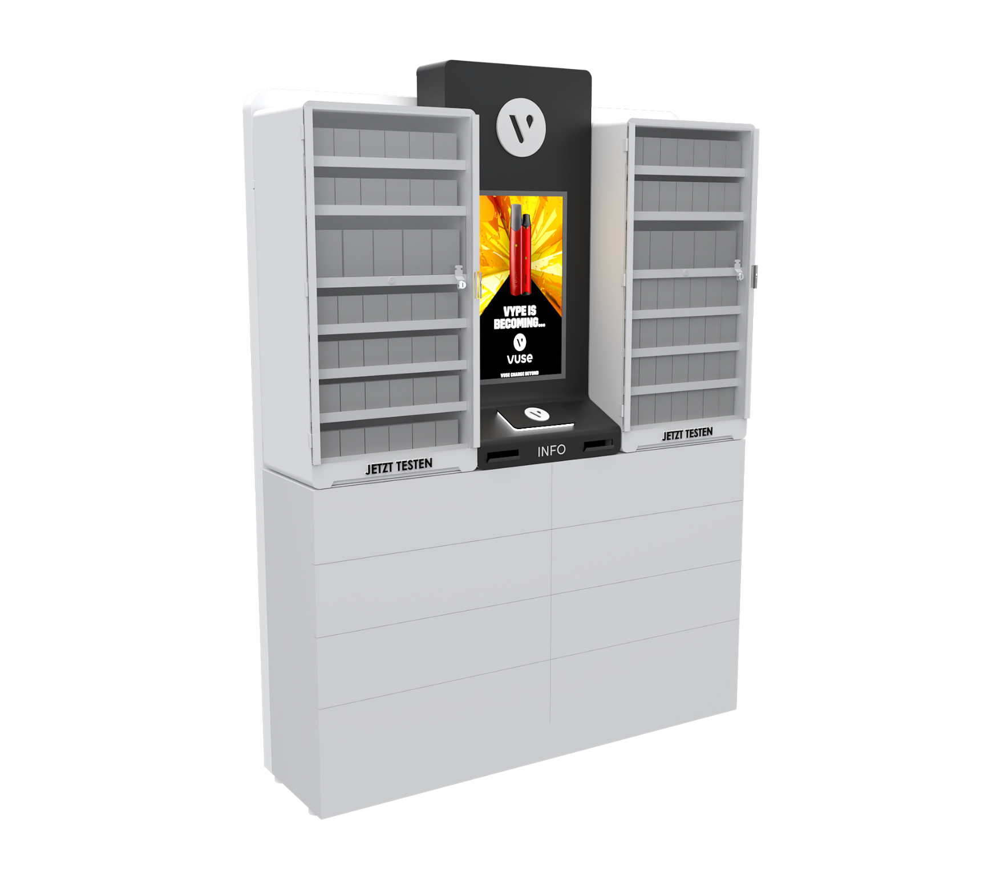 V
VYPE IS
BECOMING...
V
vuse
VUSE CHARGE BEYOND
V
INFO
JETZT TESTEN
JETZT TESTEN